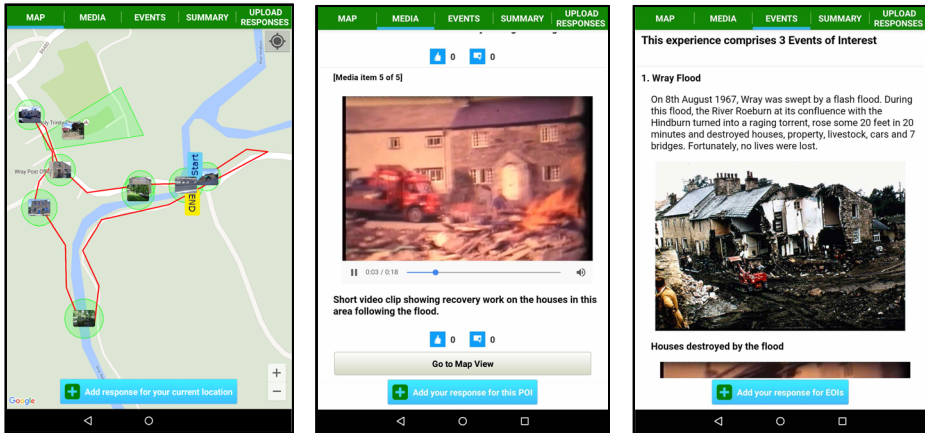 MAP
MEDIA
EVENTS
SUMMARY
UPLOAD
RESPONSES
Wray Post Off
Start
END
+
−
Add response for your current location
Google
MAP
MEDIA
EVENTS
SUMMARY
UPLOAD
RESPONSES
0
0
[Media item 5 of 5]
0:03 / 0:18
Short video clip showing recovery work on the houses in this
area following the flood.
0
0
Go to Map View
Add your response for this POI
MAP
MEDIA
EVENTS
SUMMARY
UPLOAD
RESPONSES
This experience comprises 3 Events of Interest
1. Wray Flood
On 8th August 1967, Wray was swept by a flash flood. During
this flood, the River Roeburn at its confluence with the
Hindburn turned into a raging torrent, rose some 20 feet in 20
minutes and destroyed houses, property, livestock, cars and 7
bridges. Fortunately, no lives were lost.
Houses destroyed by the flood
Add your response for EOIs